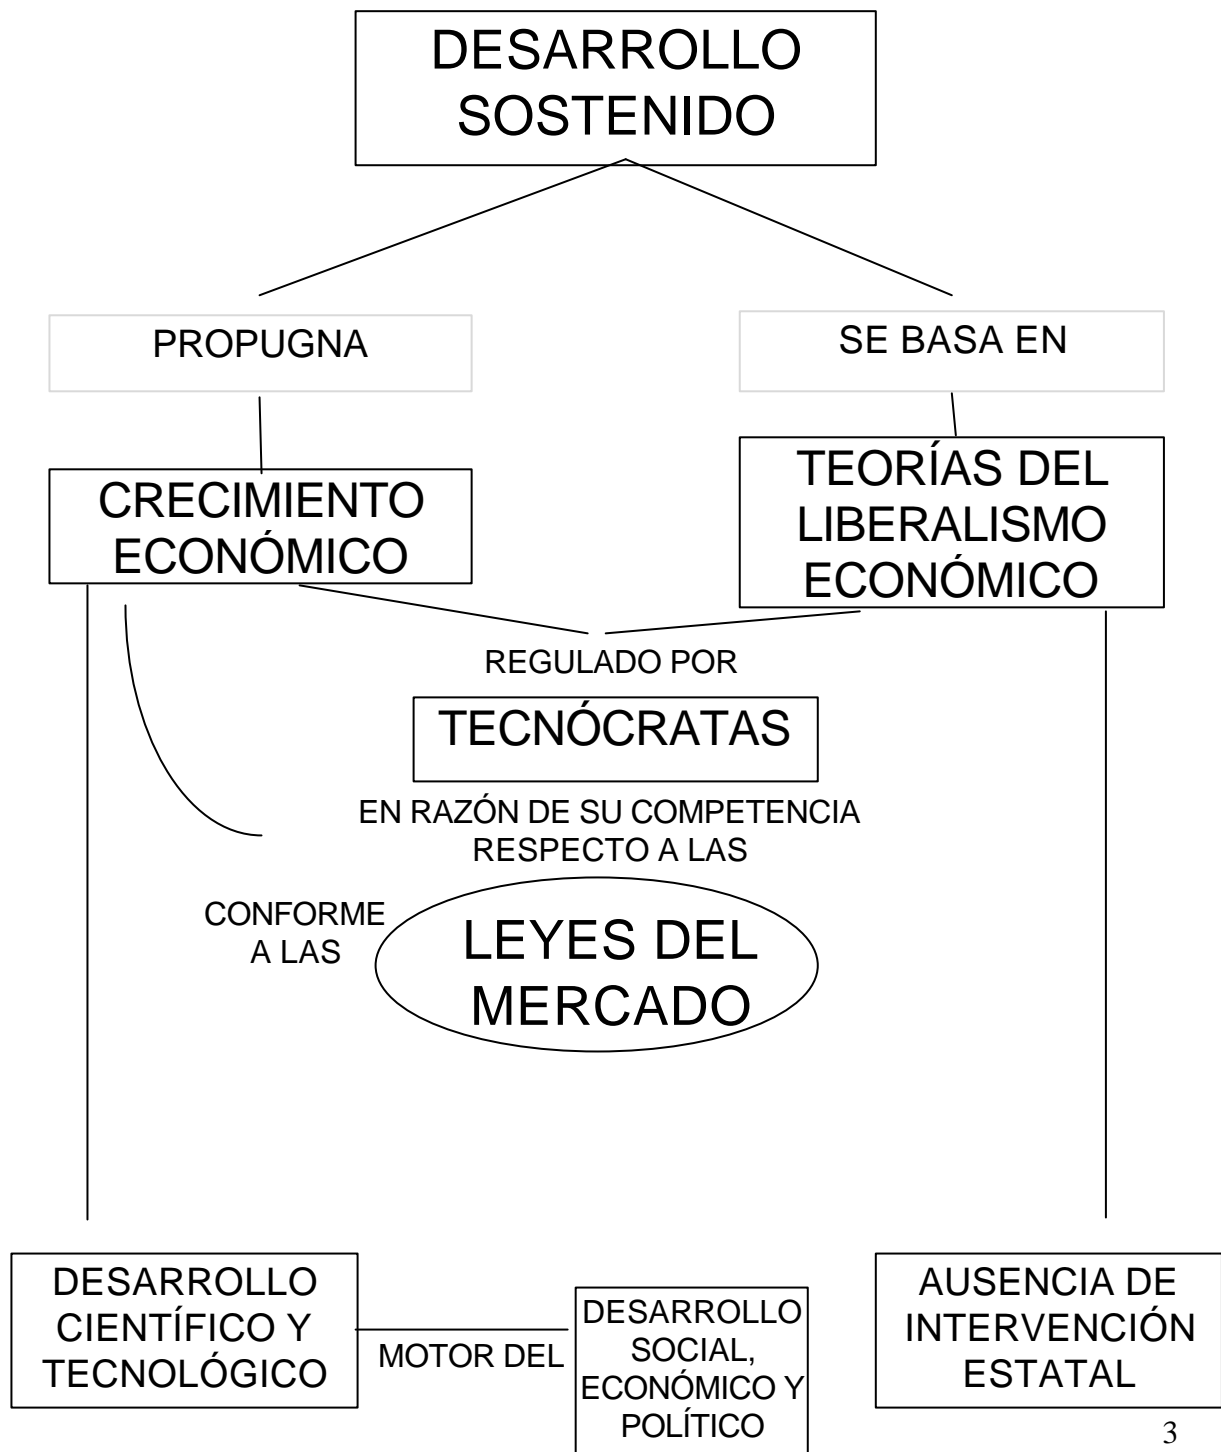 DESARROLLO
SOSTENIDO
PROPUGNA
SE BASA EN
CRECIMIENTO
ECONÓMICO
TEORÍAS DEL
LIBERALISMO
ECONÓMICO
REGULADO POR
TECNÓCRATAS
EN RAZÓN DE SU COMPETENCIA
RESPECTO A LAS
CONFORME
A LAS
LEYES DEL
MERCADO
DESARROLLO
CIENTÍFICO Y
TECNOLÓGICO
MOTOR DEL
DESARROLLO
SOCIAL,
ECONÓMICO Y
POLÍTICO
AUSENCIA DE
INTERVENCIÓN
ESTATAL
3